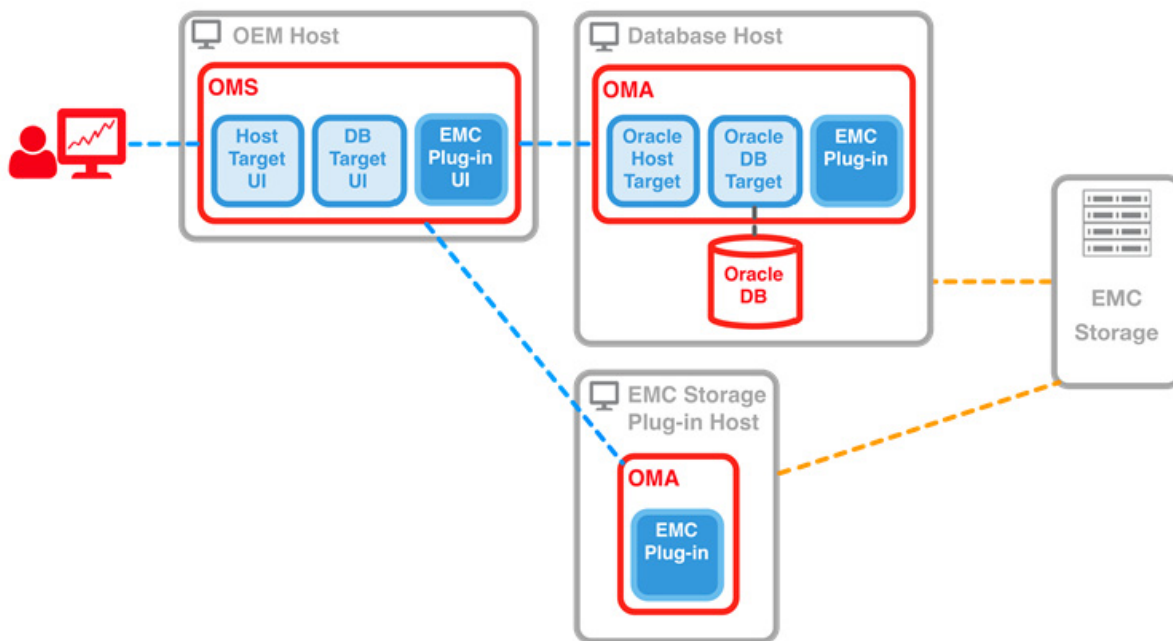 OEM Host
OMS
Host
Target
UI
DB
Target
UI
EMC
Plug-in
UI
Database Host
OMA
Oracle
Host
Target
Oracle
DB
Target
EMC
Plug-in
Oracle
DB
EMC
Storage
EMC Storage
Plug-in Host
OMA
EMC
Plug-in